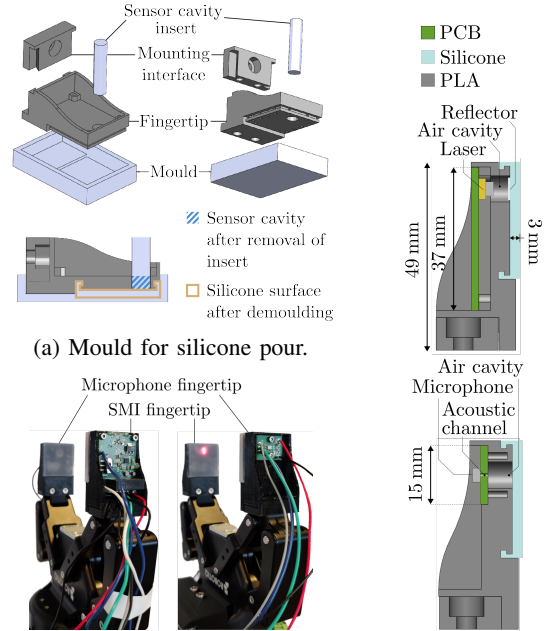 Sensor cavity
insert
Mounting
interface
Fingertip
Mould
Sensor cavity
after removal of
insert
Silicone surface
after demoulding
(a) Mould for silicone pour.
Microphone fingertip
SMI fingertip
PCB
Silicone
PLA
Reflector
Air cavity
Laser
49 mm
37 mm
3 mm
Air cavity
Microphone
Acoustic
channel
15 mm